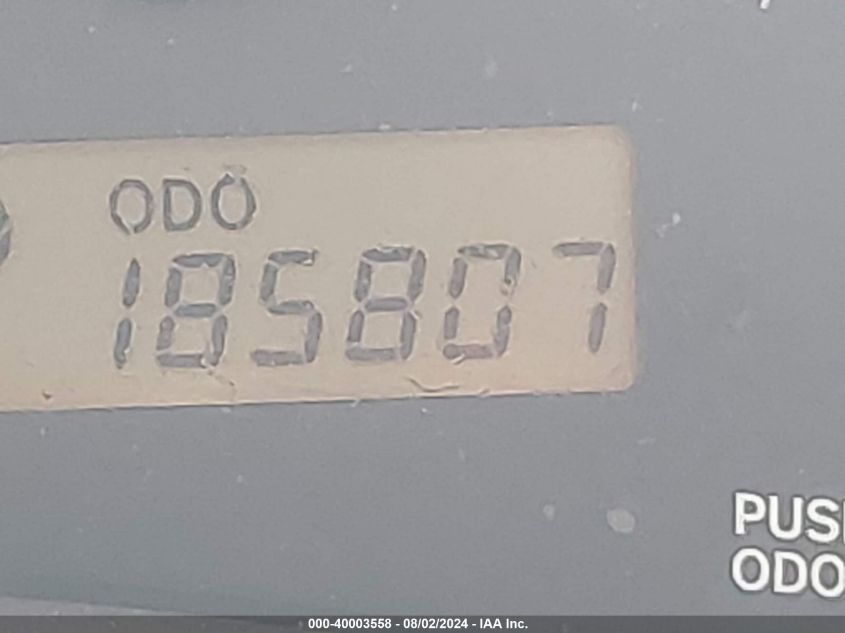 ODO
185807
PUS
ODO
000-40003558 - 08/02/2024 - IAA Inc.